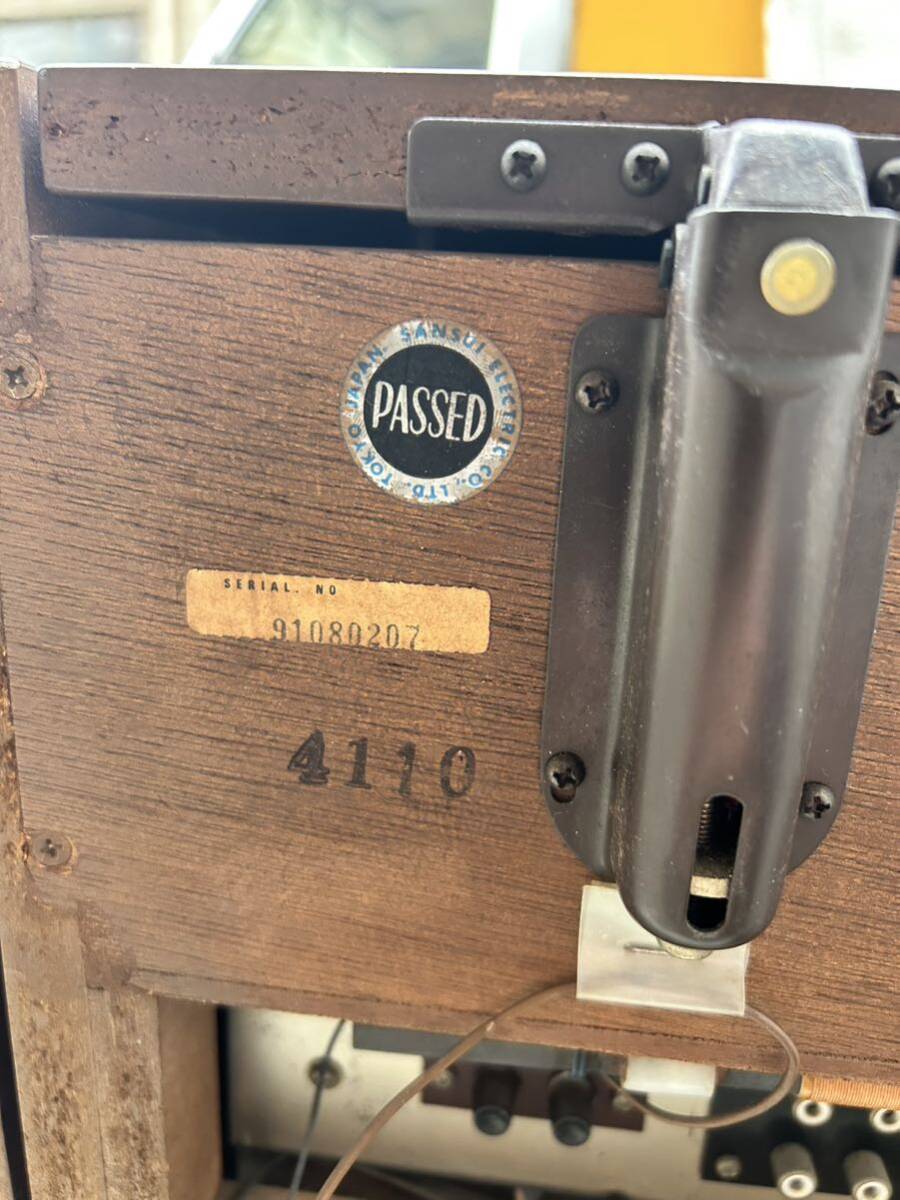 SANSUI ELECTRIC CO., LTD. TOKYO JAPAN.
PASSED
SERIAL. NO
91080207
4110